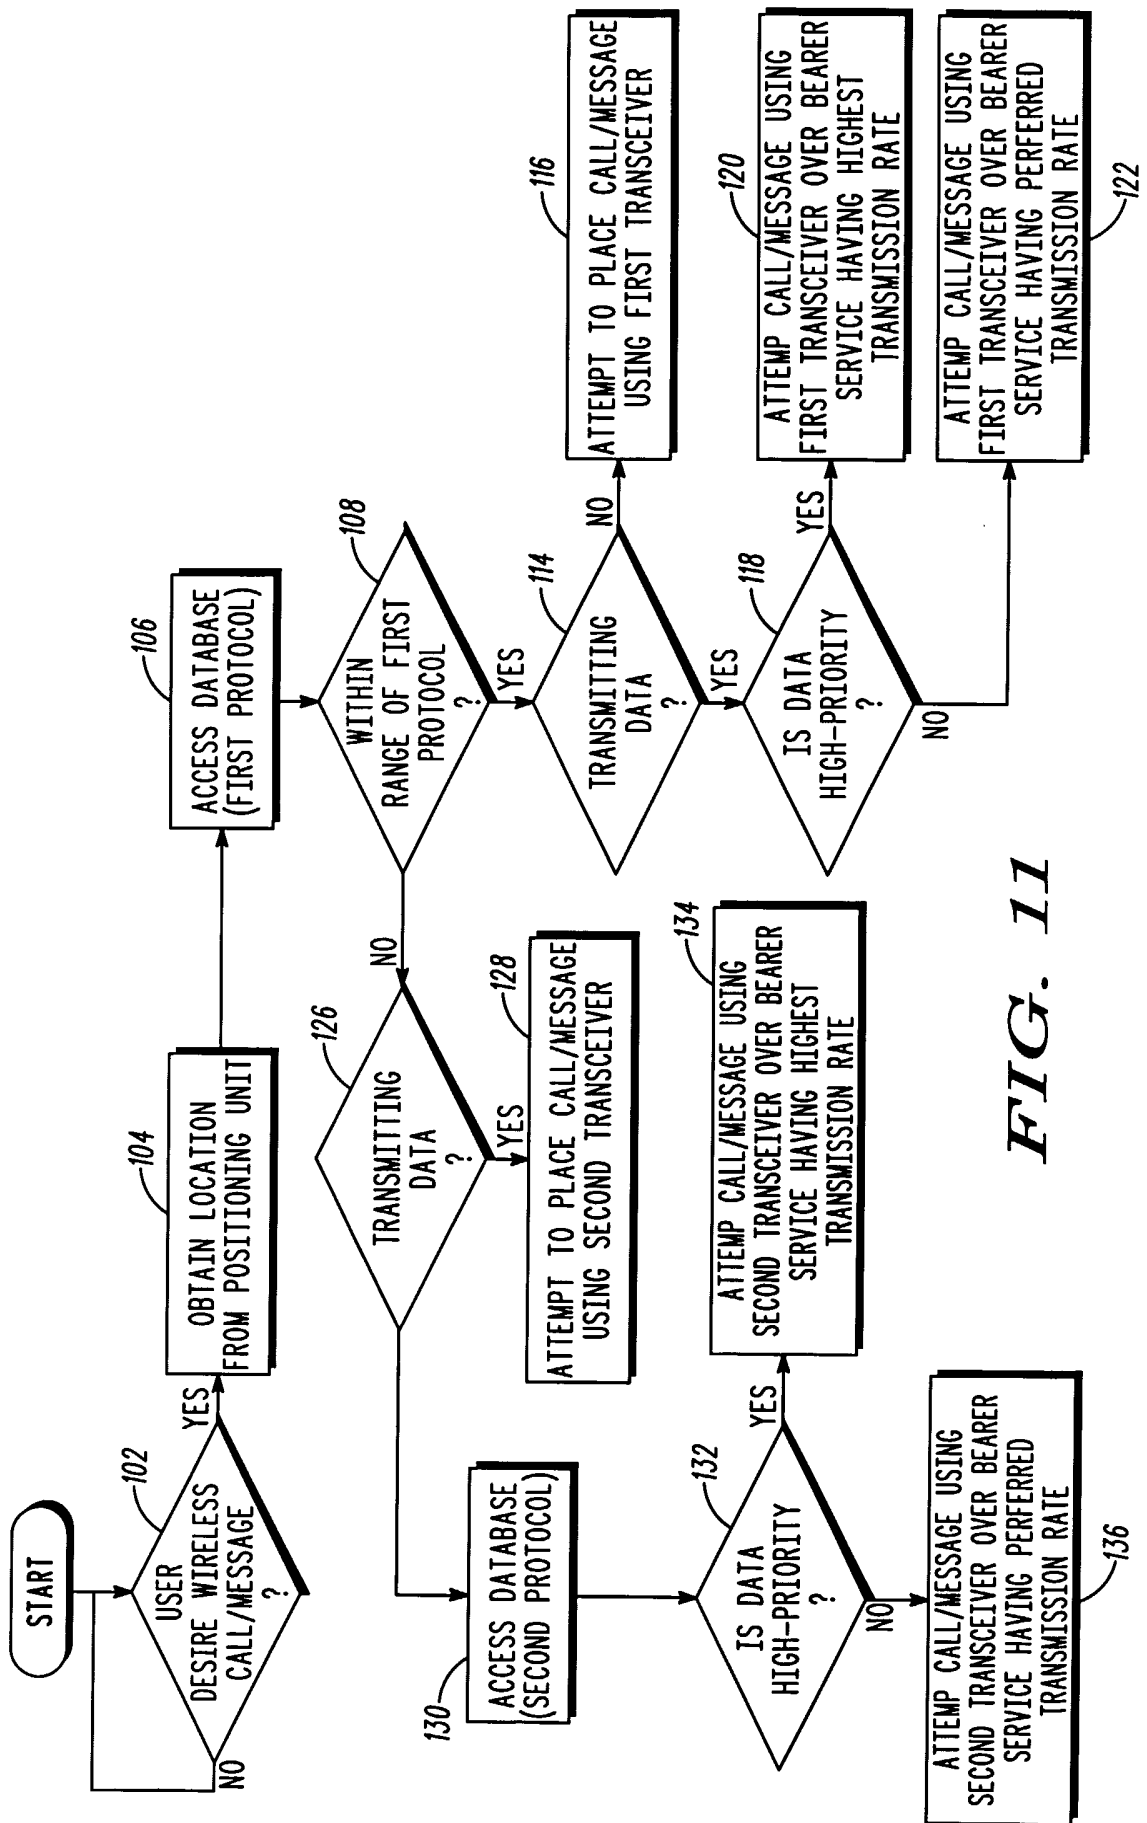 START
USER
DESIRE WIRELESS
CALL/MESSAGE
?
102
NO
YES
OBTAIN LOCATION
FROM POSITIONING UNIT
104
ACCESS DATABASE
(FIRST PROTOCOL)
106
WITHIN
RANGE OF FIRST
PROTOCOL
?
108
NO
YES
TRANSMITTING
DATA
?
114
NO
YES
ATTEMPT TO PLACE CALL/MESSAGE
USING FIRST TRANSCEIVER
116
IS DATA
HIGH-PRIORITY
?
118
YES
NO
ATTEMP CALL/MESSAGE USING
FIRST TRANSCEIVER OVER BEARER
SERVICE HAVING HIGHEST
TRANSMISSION RATE
120
ATTEMP CALL/MESSAGE USING
FIRST TRANSCEIVER OVER BEARER
SERVICE HAVING PERFERRED
TRANSMISSION RATE
122
TRANSMITTING
DATA
?
126
YES
ATTEMPT TO PLACE CALL/MESSAGE
USING SECOND TRANSCEIVER
128
ACCESS DATABASE
(SECOND PROTOCOL)
130
IS DATA
HIGH-PRIORITY
?
132
YES
NO
ATTEMP CALL/MESSAGE USING
SECOND TRANSCEIVER OVER BEARER
SERVICE HAVING HIGHEST
TRANSMISSION RATE
134
ATTEMP CALL/MESSAGE USING
SECOND TRANSCEIVER OVER BEARER
SERVICE HAVING PERFERRED
TRANSMISSION RATE
136
FIG. 11